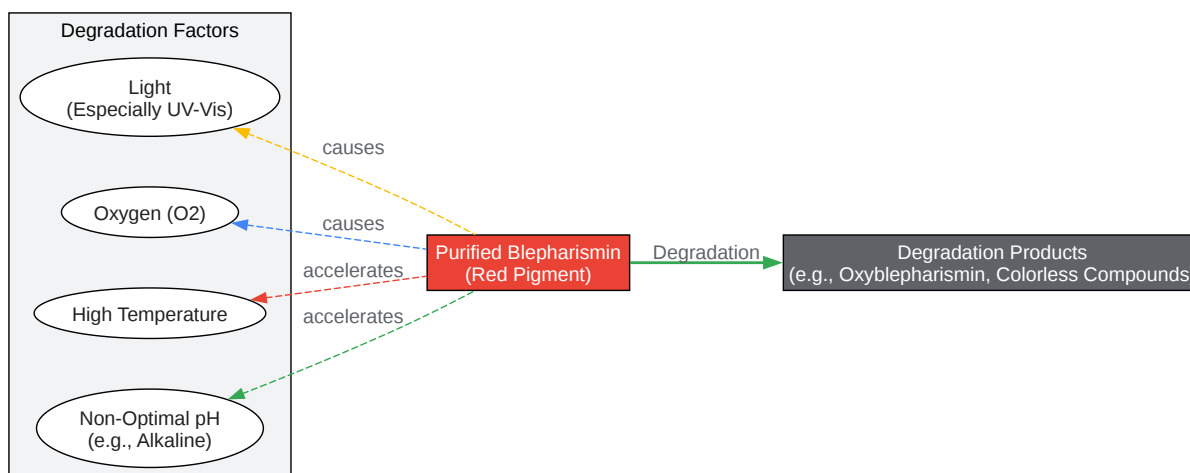 Degradation Factors
Light
(Especially UV-Vis)
causes
Oxygen (O2)
causes
Purified Blepharismin
(Red Pigment)
Degradation
Degradation Products
(e.g., Oxyblepharismin, Colorless Compounds
accelerates
High Temperature
accelerates
Non-Optimal pH
(e.g., Alkaline)